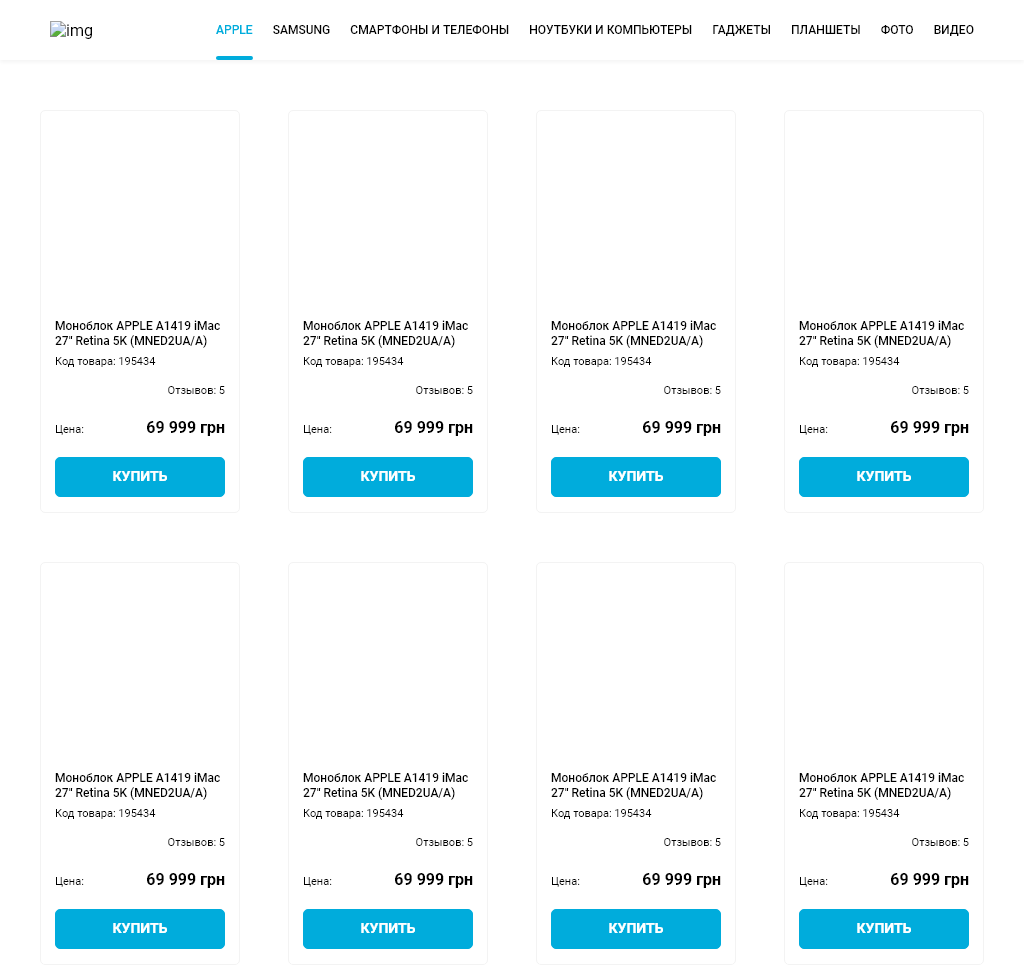 img APPLE SAMSUNG СМАРТФОНЫ И ТЕЛЕФОНЫ НОУТБУКИ И КОМПЬЮТЕРЫ ГАДЖЕТЫ ПЛАНШЕТЫ ФОТО ВИДЕО
Моноблок APPLE A1419 iMac
27" Retina 5K (MNED2UA/A)
Код товара: 195434
Отзывов: 5
Цена: 69 999 грн
КУПИТЬ
Моноблок APPLE A1419 iMac
27" Retina 5K (MNED2UA/A)
Код товара: 195434
Отзывов: 5
Цена: 69 999 грн
КУПИТЬ
Моноблок APPLE A1419 iMac
27" Retina 5K (MNED2UA/A)
Код товара: 195434
Отзывов: 5
Цена: 69 999 грн
КУПИТЬ
Моноблок APPLE A1419 iMac
27" Retina 5K (MNED2UA/A)
Код товара: 195434
Отзывов: 5
Цена: 69 999 грн
КУПИТЬ
Моноблок APPLE A1419 iMac
27" Retina 5K (MNED2UA/A)
Код товара: 195434
Отзывов: 5
Цена: 69 999 грн
КУПИТЬ
Моноблок APPLE A1419 iMac
27" Retina 5K (MNED2UA/A)
Код товара: 195434
Отзывов: 5
Цена: 69 999 грн
КУПИТЬ
Моноблок APPLE A1419 iMac
27" Retina 5K (MNED2UA/A)
Код товара: 195434
Отзывов: 5
Цена: 69 999 грн
КУПИТЬ
Моноблок APPLE A1419 iMac
27" Retina 5K (MNED2UA/A)
Код товара: 195434
Отзывов: 5
Цена: 69 999 грн
КУПИТЬ